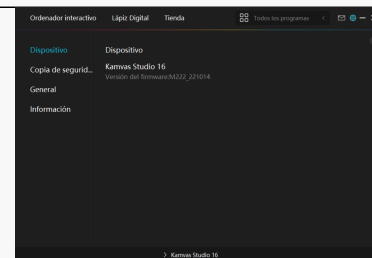 Ordenador interactivo Lápiz Digital Tienda Todos los programas
Dispositivo
Copia de segurid...
General
Información
Dispositivo
Kamvas Studio 16
Versión del firmware:M222_221014
Kamvas Studio 16